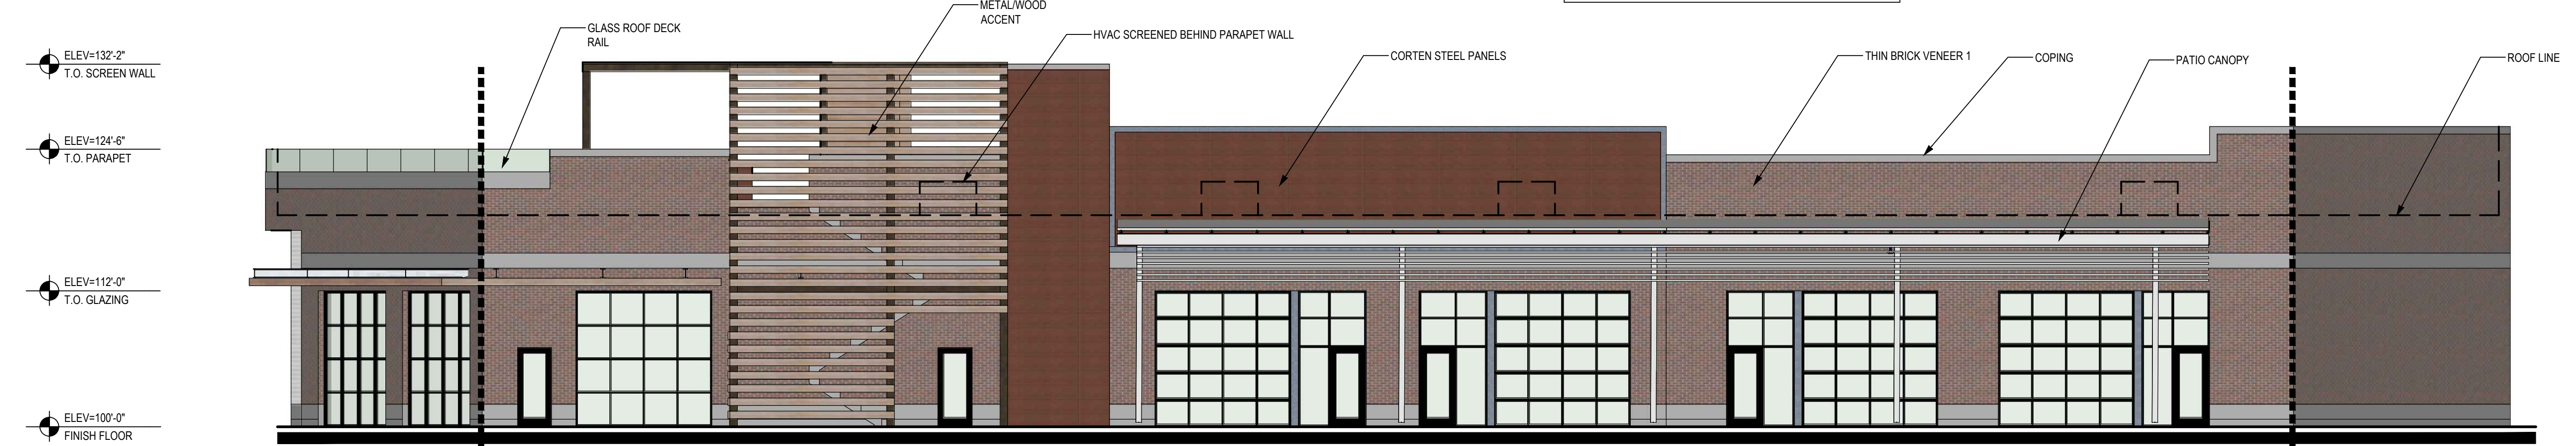 METAL/WOOD
ACCENT
GLASS ROOF DECK
RAIL
HVAC SCREENED BEHIND PARAPET WALL
CORTEN STEEL PANELS
THIN BRICK VENEER 1
COPING
PATIO CANOPY
ROOF LINE
ELEV=132'-2"
T.O. SCREEN WALL
ELEV=124'-6"
T.O. PARAPET
ELEV=112'-0"
T.O. GLAZING
ELEV=100'-0"
FINISH FLOOR